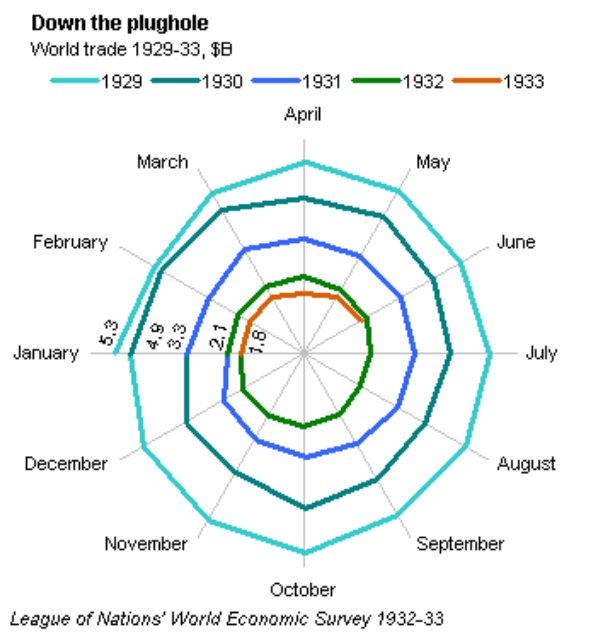 Down the plughole
World trade 1929-33, $B
1929 1930 1931 1932 1933
April
March May
February June
5.3 4.9 3.3 2.1 1.8
January July
December August
November September
October
League of Nations' World Economic Survey 1932-33